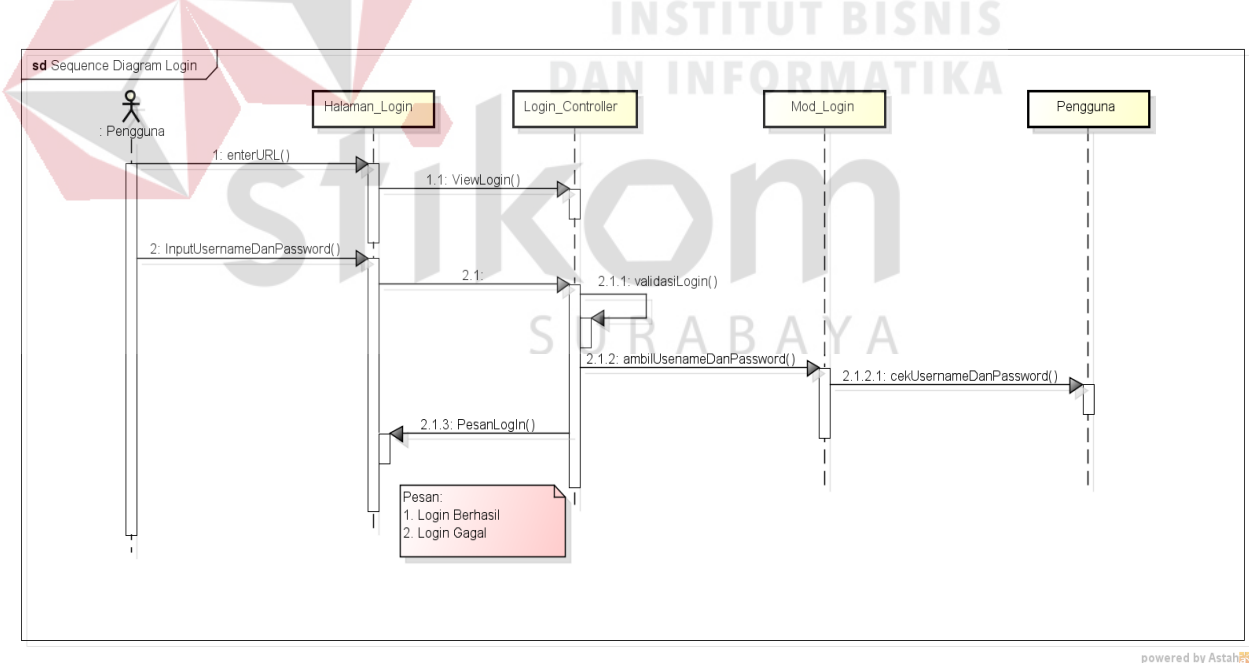 INSTITUT BISNIS
DAN INFORMATIKA
stikom
SURABAYA
sd Sequence Diagram Login
: Pengguna
Halaman_Login
Login_Controller
Mod_Login
Pengguna
1: enterURL()
1.1: ViewLogin()
2: InputUsernameDanPassword()
2.1:
2.1.1: validasiLogin()
2.1.2: ambilUsenameDanPassword()
2.1.2.1: cekUsernameDanPassword()
2.1.3: PesanLogIn()
Pesan:
1. Login Berhasil
2. Login Gagal
powered by Astah